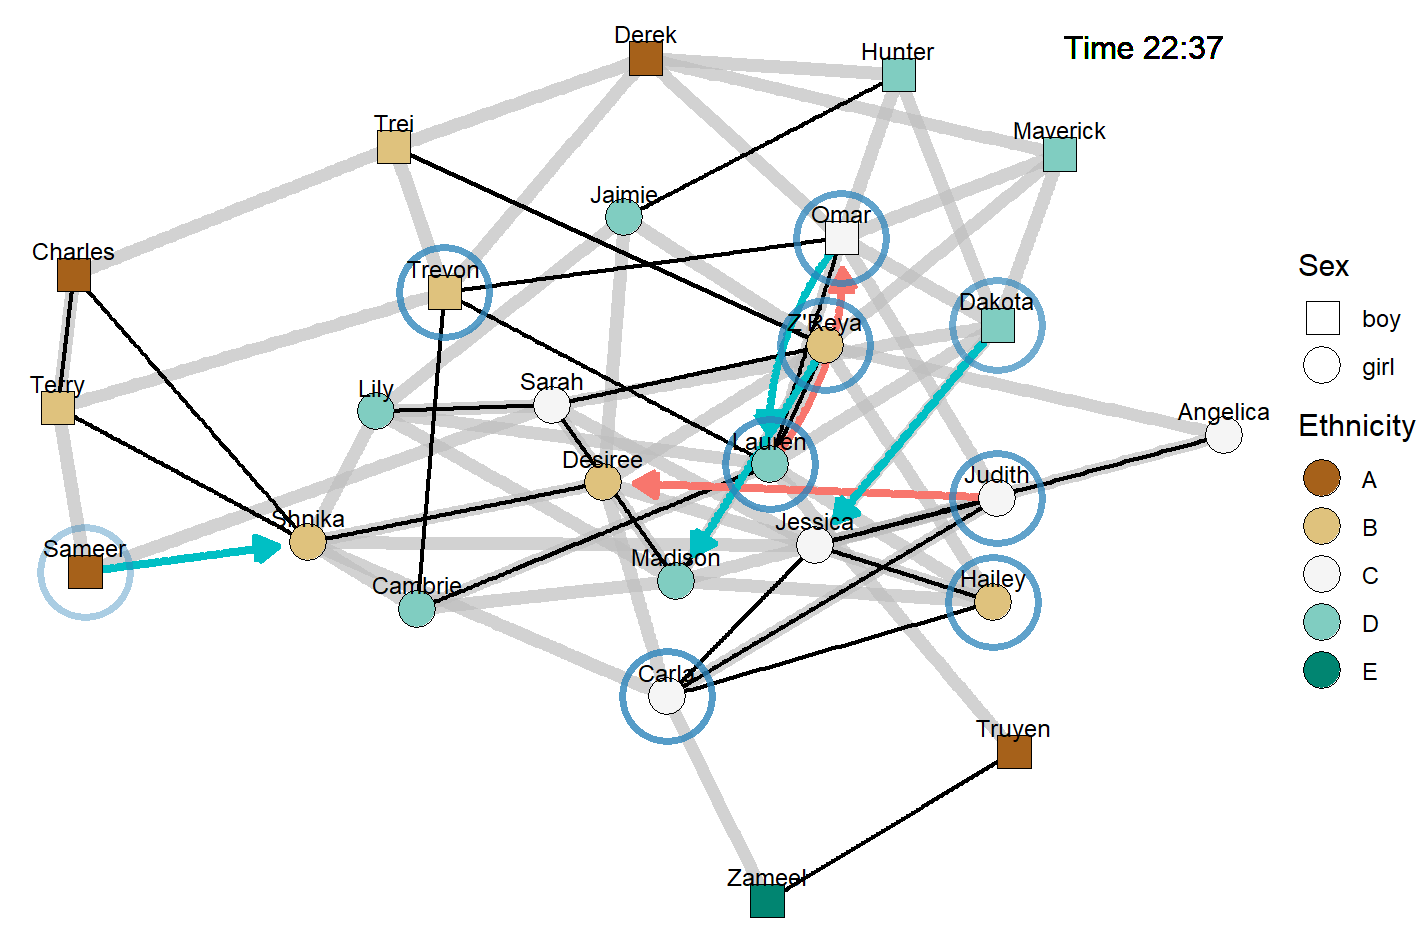 Derek
Hunter
Time 22:37
Trei
Maverick
Jaimie
Omar
Charles
Trevon
Dakota
Z'Reya
Terry
Lily
Sarah
Angelica
Lauren
Desiree
Judith
Shnika
Jessica
Sameer
Madison
Cambrie
Hailey
Carla
Truyen
Zameel
Sex
boy
girl
Ethnicity
A
B
C
D
E